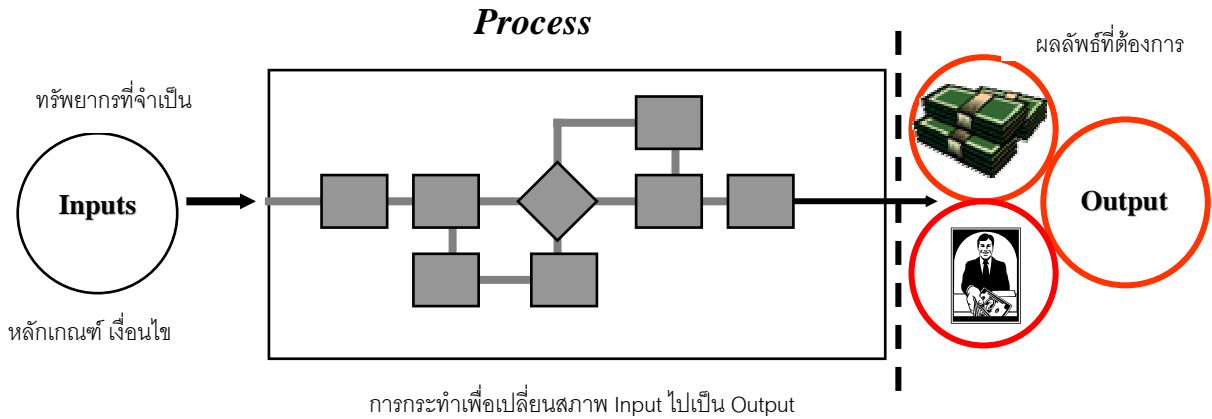 Process
ผลลัพธ์ที่ต้องการ
ทรัพยากรที่จำเป็น
Inputs
Output
หลักเกณฑ์ เงื่อนไข
การกระทำเพื่อเปลี่ยนสภาพ Input ไปเป็น Output